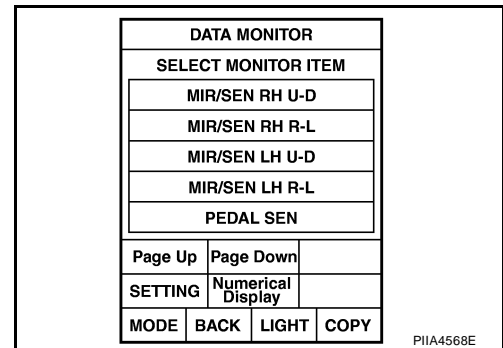 DATA MONITOR
SELECT MONITOR ITEM
MIR/SEN RH U-D
MIR/SEN RH R-L
MIR/SEN LH U-D
MIR/SEN LH R-L
PEDAL SEN
Page Up Page Down
SETTING Numerical
Display
MODE BACK LIGHT COPY
PIIA4568E